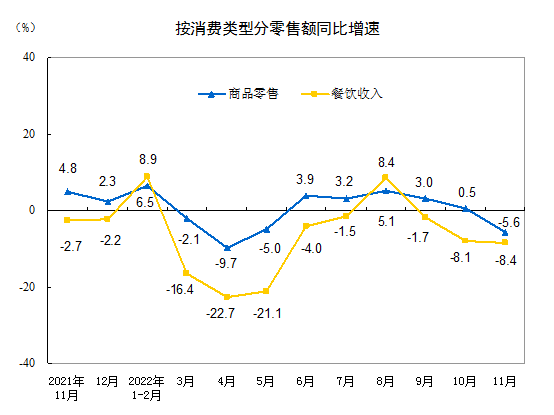 按消费类型分零售额同比增速
(%)
商品零售
餐饮收入
40
20
0
-20
-40
4.8
2.3
8.9
6.5
-2.7
-2.2
-2.1
-16.4
-9.7
-22.7
-5.0
-21.1
3.9
-4.0
3.2
-1.5
8.4
5.1
3.0
-1.7
0.5
-8.1
-5.6
-8.4
2021年
11月
12月
2022年
1-2月
3月
4月
5月
6月
7月
8月
9月
10月
11月